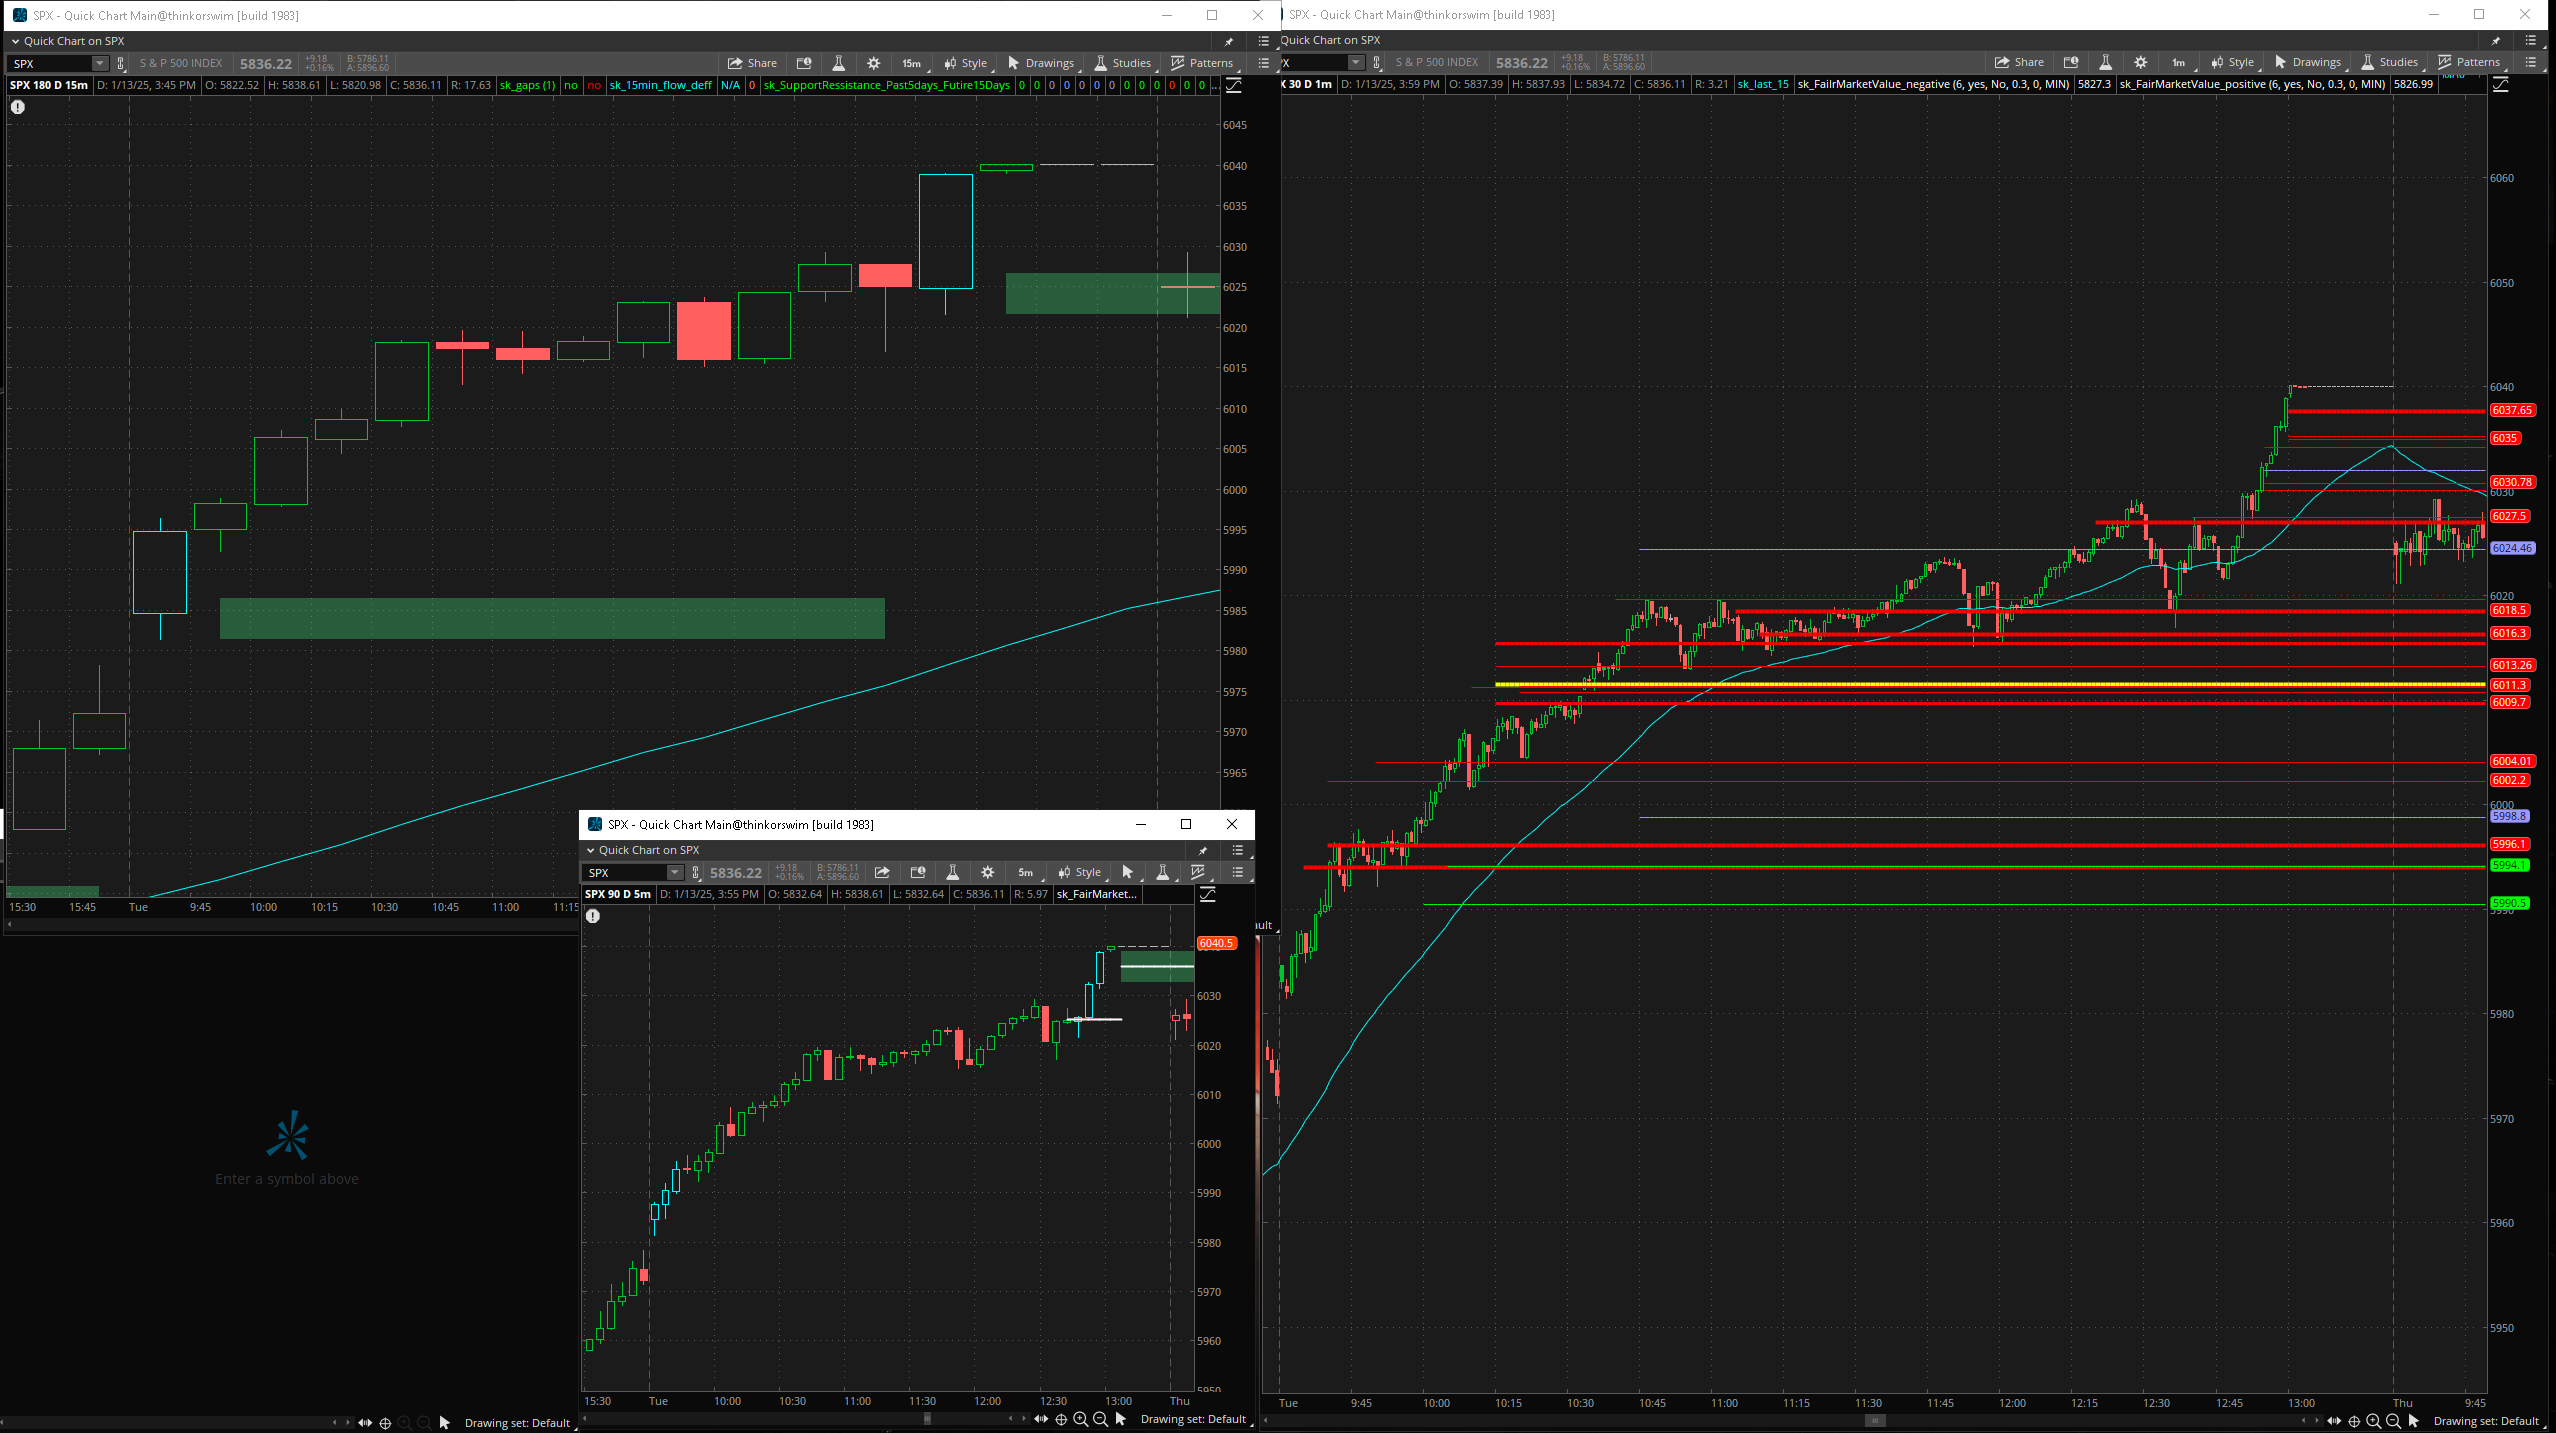 SPX - Quick Chart Main@thinkorswim [build 1983]
Quick Chart on SPX
SPX S & P 500 INDEX 5836.22 +9.18 +0.16% B: 5786.11 A: 5896.60 Share 15m Style Drawings Studies Patterns
SPX 180 D 15m D: 1/13/25, 3:45 PM O: 5822.52 H: 5838.61 L: 5820.98 C: 5836.11 R: 17.63 sk_gaps (1) no no sk_15min_flow_deff N/A 0 sk_SupportRessistance_Past5days_Futire15Days 0 0 0 0 0 0 0 0 0 0 0 0 0 ...
6045
6040
6035
6030
6025
6020
6015
6010
6005
6000
5995
5990
5985
5980
5975
5970
5965
15:30 15:45 Tue 9:45 10:00 10:15 10:30 10:45 11:00 11:15
Enter a symbol above
Drawing set: Default
SPX - Quick Chart Main@thinkorswim [build 1983]
Quick Chart on SPX
SPX 5836.22 +9.18 +0.16% B: 5786.11 A: 5896.60 5m Style
SPX 90 D 5m D: 1/13/25, 3:55 PM O: 5832.64 H: 5838.61 L: 5832.64 C: 5836.11 R: 5.97 sk_FairMarket...
6040.5
6030
6020
6010
6000
5990
5980
5970
5960
5950
15:30 Tue 10:00 10:30 11:00 11:30 12:00 12:30 13:00 Thu
Drawing set: Default
ault
SPX - Quick Chart Main@thinkorswim [build 1983]
Quick Chart on SPX
PX S & P 500 INDEX 5836.22 +9.18 +0.16% B: 5786.11 A: 5896.60 Share 1m Style Drawings Studies Patterns
X 30 D 1m D: 1/13/25, 3:59 PM O: 5837.39 H: 5837.93 L: 5834.72 C: 5836.11 R: 3.21 sk_last_15 sk_FailrMarketValue_negative (6, yes, No, 0.3, 0, MIN) 5827.3 sk_FairMarketValue_positive (6, yes, No, 0.3, 0, MIN) 5826.99
6060
6050
6040
6037.65
6035
6030.78
6030
6027.5
6024.46
6020
6018.5
6016.3
6013.26
6011.3
6009.7
6004.01
6002.2
6000
5998.8
5996.1
5994.1
5990.5
5990
5980
5970
5960
5950
Tue 9:45 10:00 10:15 10:30 10:45 11:00 11:15 11:30 11:45 12:00 12:15 12:30 12:45 13:00 Thu 9:45
Drawing set: Default